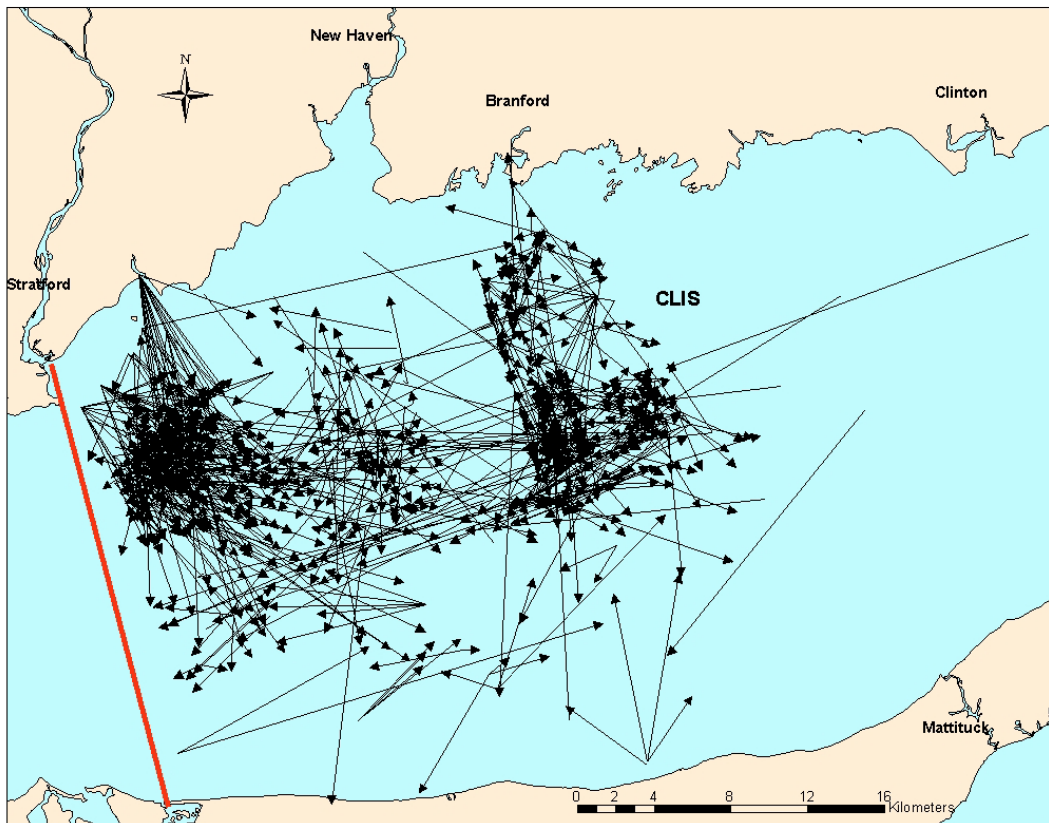 New Haven
N
Branford
Clinton
Stratford
CLIS
Mattituck
0 2 4 8 12 16
Kilometers